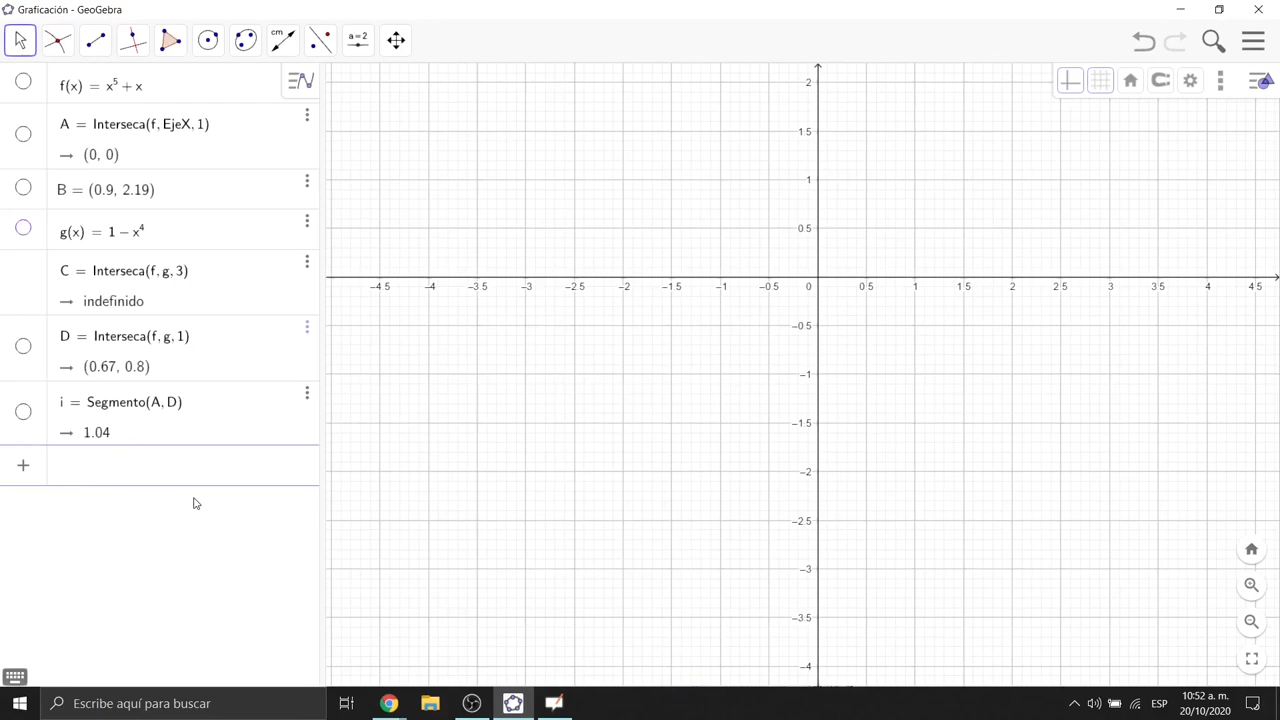 Graficación - GeoGebra
cm
a=2
f(x) = x⁵ + x
A = Interseca(f, EjeX, 1)
→ (0, 0)
B = (0.9, 2.19)
g(x) = 1 − x⁴
C = Interseca(f, g, 3)
→ indefinido
D = Interseca(f, g, 1)
→ (0.67, 0.8)
i = Segmento(A, D)
→ 1.04
+
2
1.5
1
0.5
−4.5 −4 −3.5 −3 −2.5 −2 −1.5 −1 −0.5 0 0.5 1 1.5 2 2.5 3 3.5 4 4.5
−0.5
−1
−1.5
−2
−2.5
−3
−3.5
−4
Escribe aquí para buscar
ESP
10:52 a. m.
20/10/2020